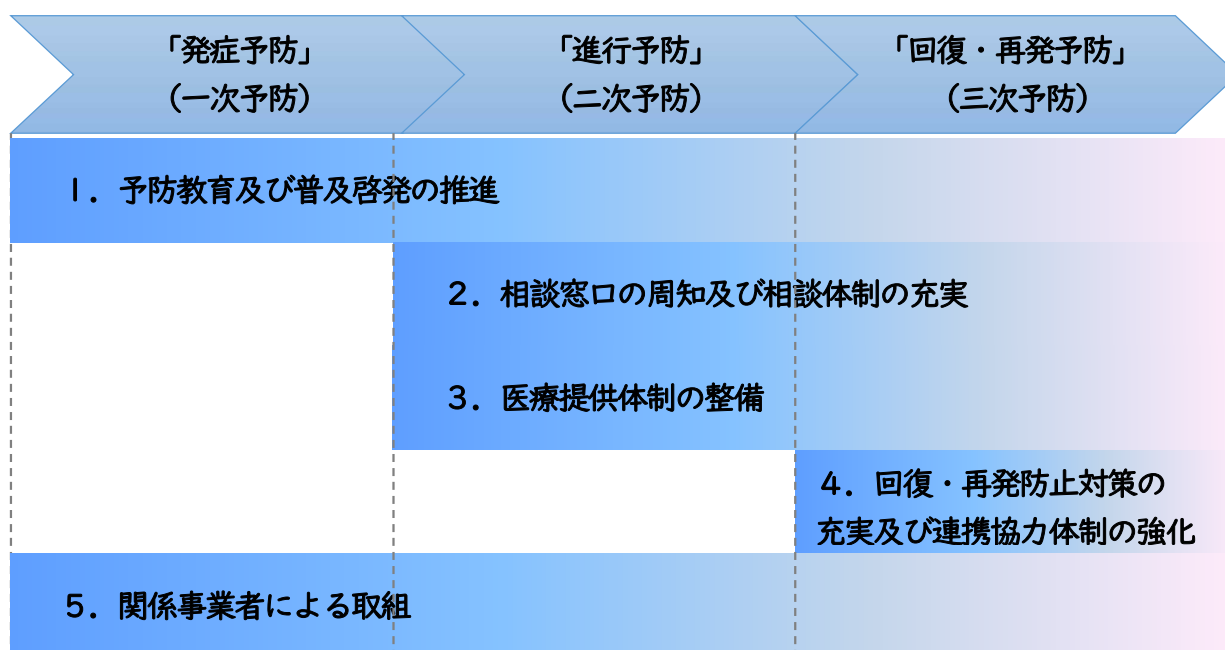 「発症予防」
（一次予防）
「進行予防」
（二次予防）
「回復・再発予防」
（三次予防）
１．予防教育及び普及啓発の推進
２．相談窓口の周知及び相談体制の充実
３．医療提供体制の整備
４．回復・再発防止対策の
充実及び連携協力体制の強化
５．関係事業者による取組